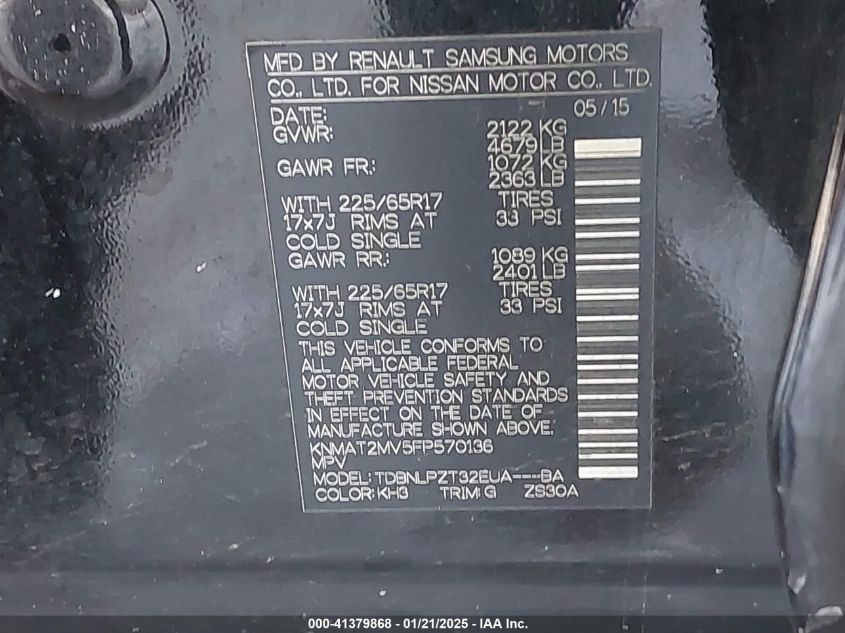 MFD BY RENAULT SAMSUNG MOTORS
CO., LTD. FOR NISSAN MOTOR CO., LTD.
DATE: 05/15
GVWR: 2122 KG
4679 LB
GAWR FR.: 1072 KG
2363 LB
WITH 225/65R17 TIRES
17x7J RIMS AT 33 PSI
COLD SINGLE
GAWR RR.: 1089 KG
2401 LB
WITH 225/65R17 TIRES
17x7J RIMS AT 33 PSI
COLD SINGLE
THIS VEHICLE CONFORMS TO
ALL APPLICABLE FEDERAL
MOTOR VEHICLE SAFETY AND
THEFT PREVENTION STANDARDS
IN EFFECT ON THE DATE OF
MANUFACTURE SHOWN ABOVE.
KNMAT2MV5FP570136
MPV
MODEL: TDBNLPZT32EUA---BA
COLOR: KH3 TRIM: G ZS30A
000-41379868 - 01/21/2025 - IAA Inc.